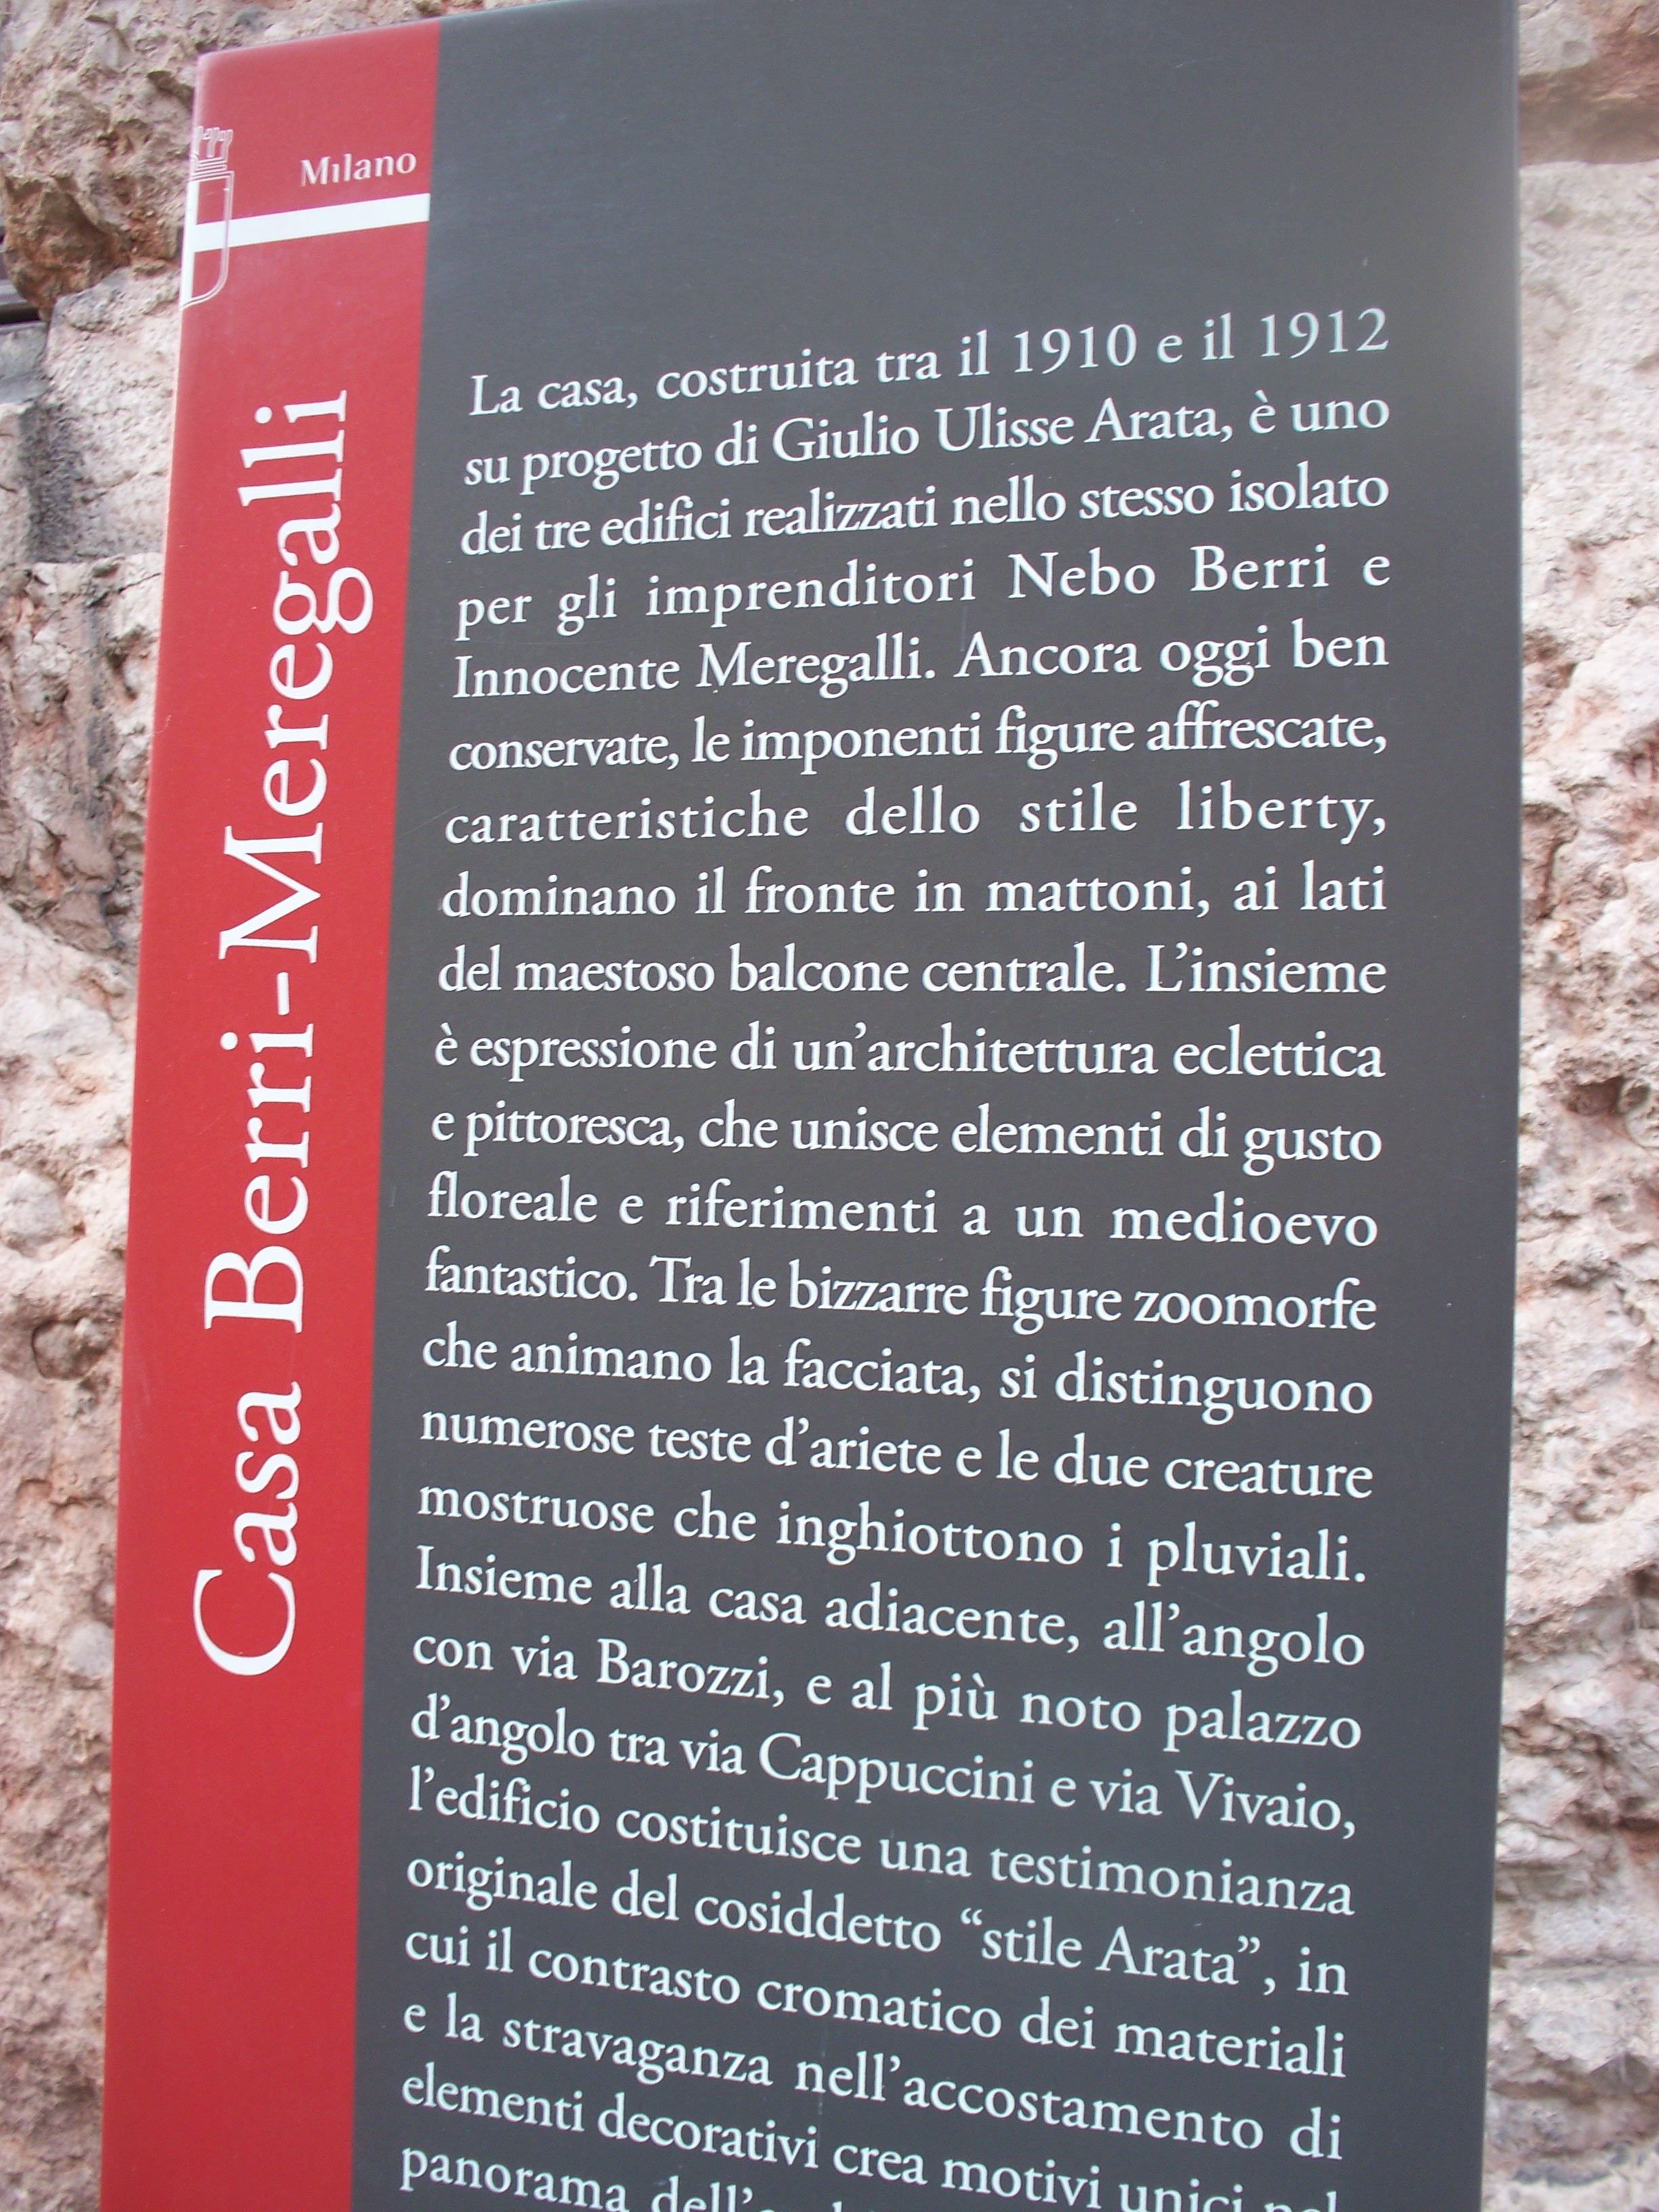 Milano
Casa Berri-Meregalli
La casa, costruita tra il 1910 e il 1912
su progetto di Giulio Ulisse Arata, è uno
dei tre edifici realizzati nello stesso isolato
per gli imprenditori Nebo Berri e
Innocente Meregalli. Ancora oggi ben
conservate, le imponenti figure affrescate,
caratteristiche dello stile liberty,
dominano il fronte in mattoni, ai lati
del maestoso balcone centrale. L’insieme
è espressione di un’architettura eclettica
e pittoresca, che unisce elementi di gusto
floreale e riferimenti a un medioevo
fantastico. Tra le bizzarre figure zoomorfe
che animano la facciata, si distinguono
numerose teste d’ariete e le due creature
mostruose che inghiottono i pluviali.
Insieme alla casa adiacente, all’angolo
con via Barozzi, e al più noto palazzo
d’angolo tra via Cappuccini e via Vivaio,
l’edificio costituisce una testimonianza
originale del cosiddetto “stile Arata”, in
cui il contrasto cromatico dei materiali
e la stravaganza nell’accostamento di
elementi decorativi crea motivi unici nel
panorama